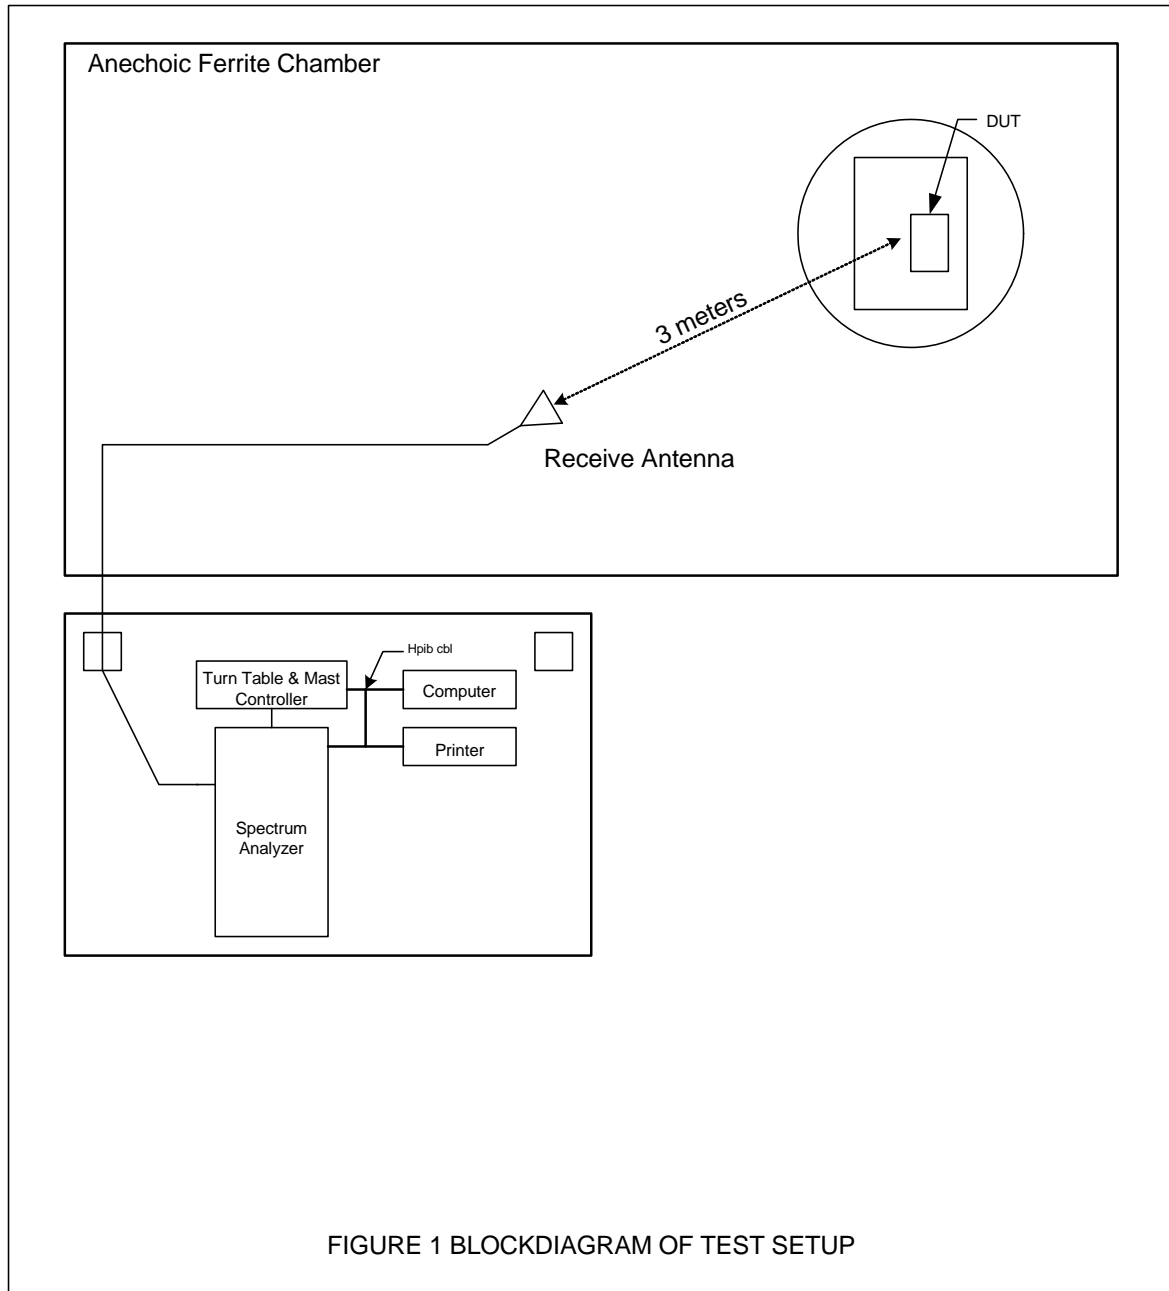 Anechoic Ferrite Chamber
DUT
3 meters
Receive Antenna
Hpib cbl
Turn Table & Mast
Controller
Computer
Printer
Spectrum
Analyzer
FIGURE 1 BLOCKDIAGRAM OF TEST SETUP